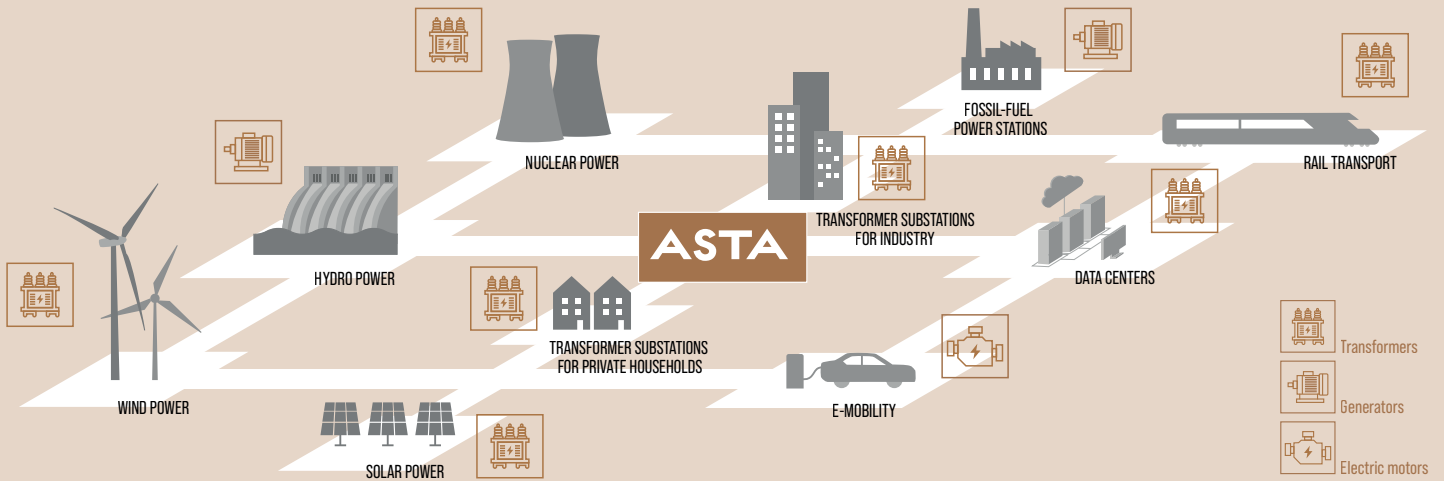 FOSSIL-FUEL
POWER STATIONS
NUCLEAR POWER
RAIL TRANSPORT
TRANSFORMER SUBSTATIONS
FOR INDUSTRY
ASTA
HYDRO POWER
DATA CENTERS
TRANSFORMER SUBSTATIONS
FOR PRIVATE HOUSEHOLDS
WIND POWER
E-MOBILITY
SOLAR POWER
Transformers
Generators
Electric motors